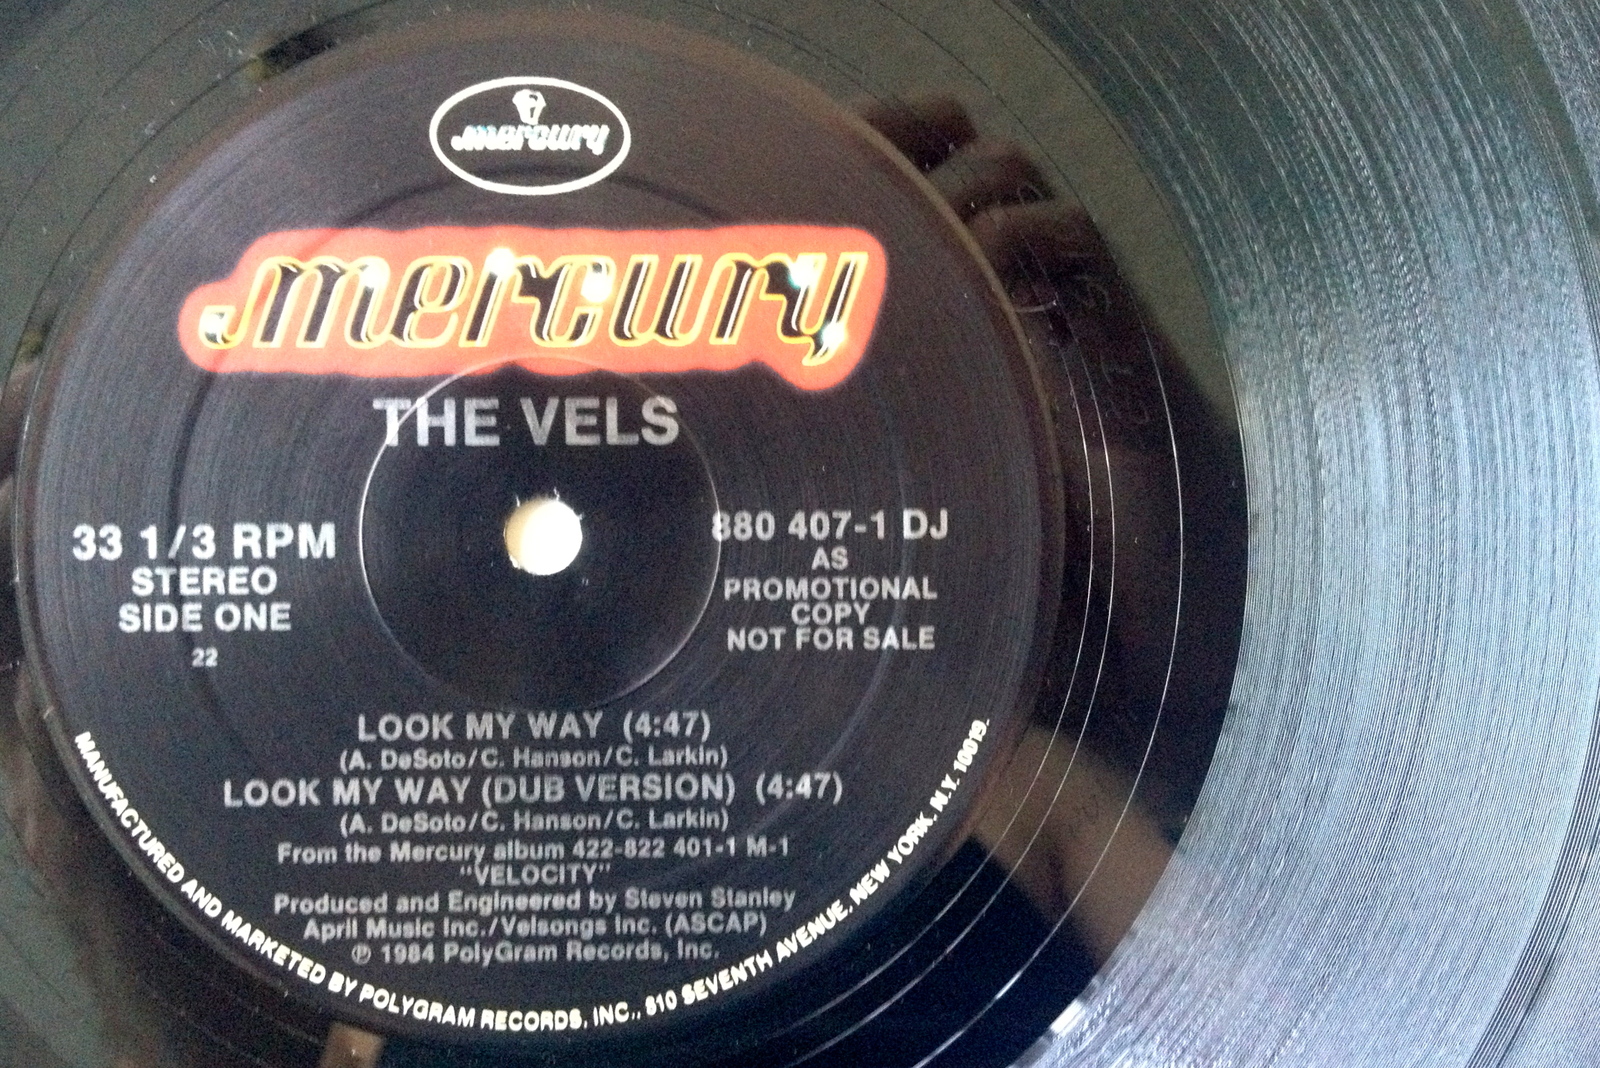 mercury
mercury
THE VELS
33 1/3 RPM
STEREO
SIDE ONE
22
880 407-1 DJ
AS
PROMOTIONAL
COPY
NOT FOR SALE
LOOK MY WAY (4:47)
(A. DeSoto/C. Hanson/C. Larkin)
LOOK MY WAY (DUB VERSION) (4:47)
(A. DeSoto/C. Hanson/C. Larkin)
From the Mercury album 422-822 401-1 M-1
"VELOCITY"
Produced and Engineered by Steven Stanley
April Music Inc./Velsongs Inc. (ASCAP)
℗ 1984 PolyGram Records, Inc.
MANUFACTURED AND MARKETED BY POLYGRAM RECORDS, INC., 810 SEVENTH AVENUE, NEW YORK, N.Y. 10019.